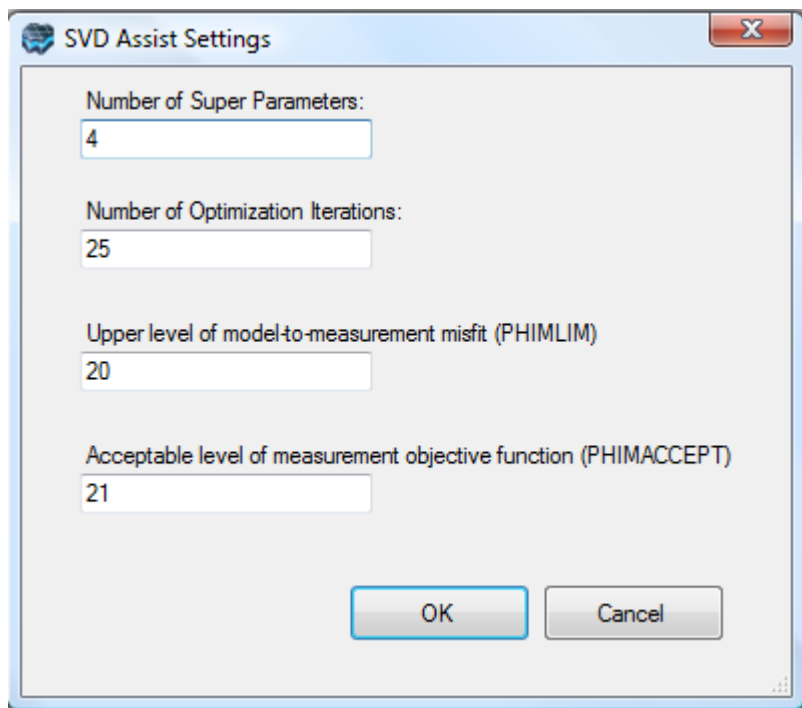 SVD Assist Settings
Number of Super Parameters:
4
Number of Optimization Iterations:
25
Upper level of model-to-measurement misfit (PHIMLIM)
20
Acceptable level of measurement objective function (PHIMACCEPT)
21
OK Cancel